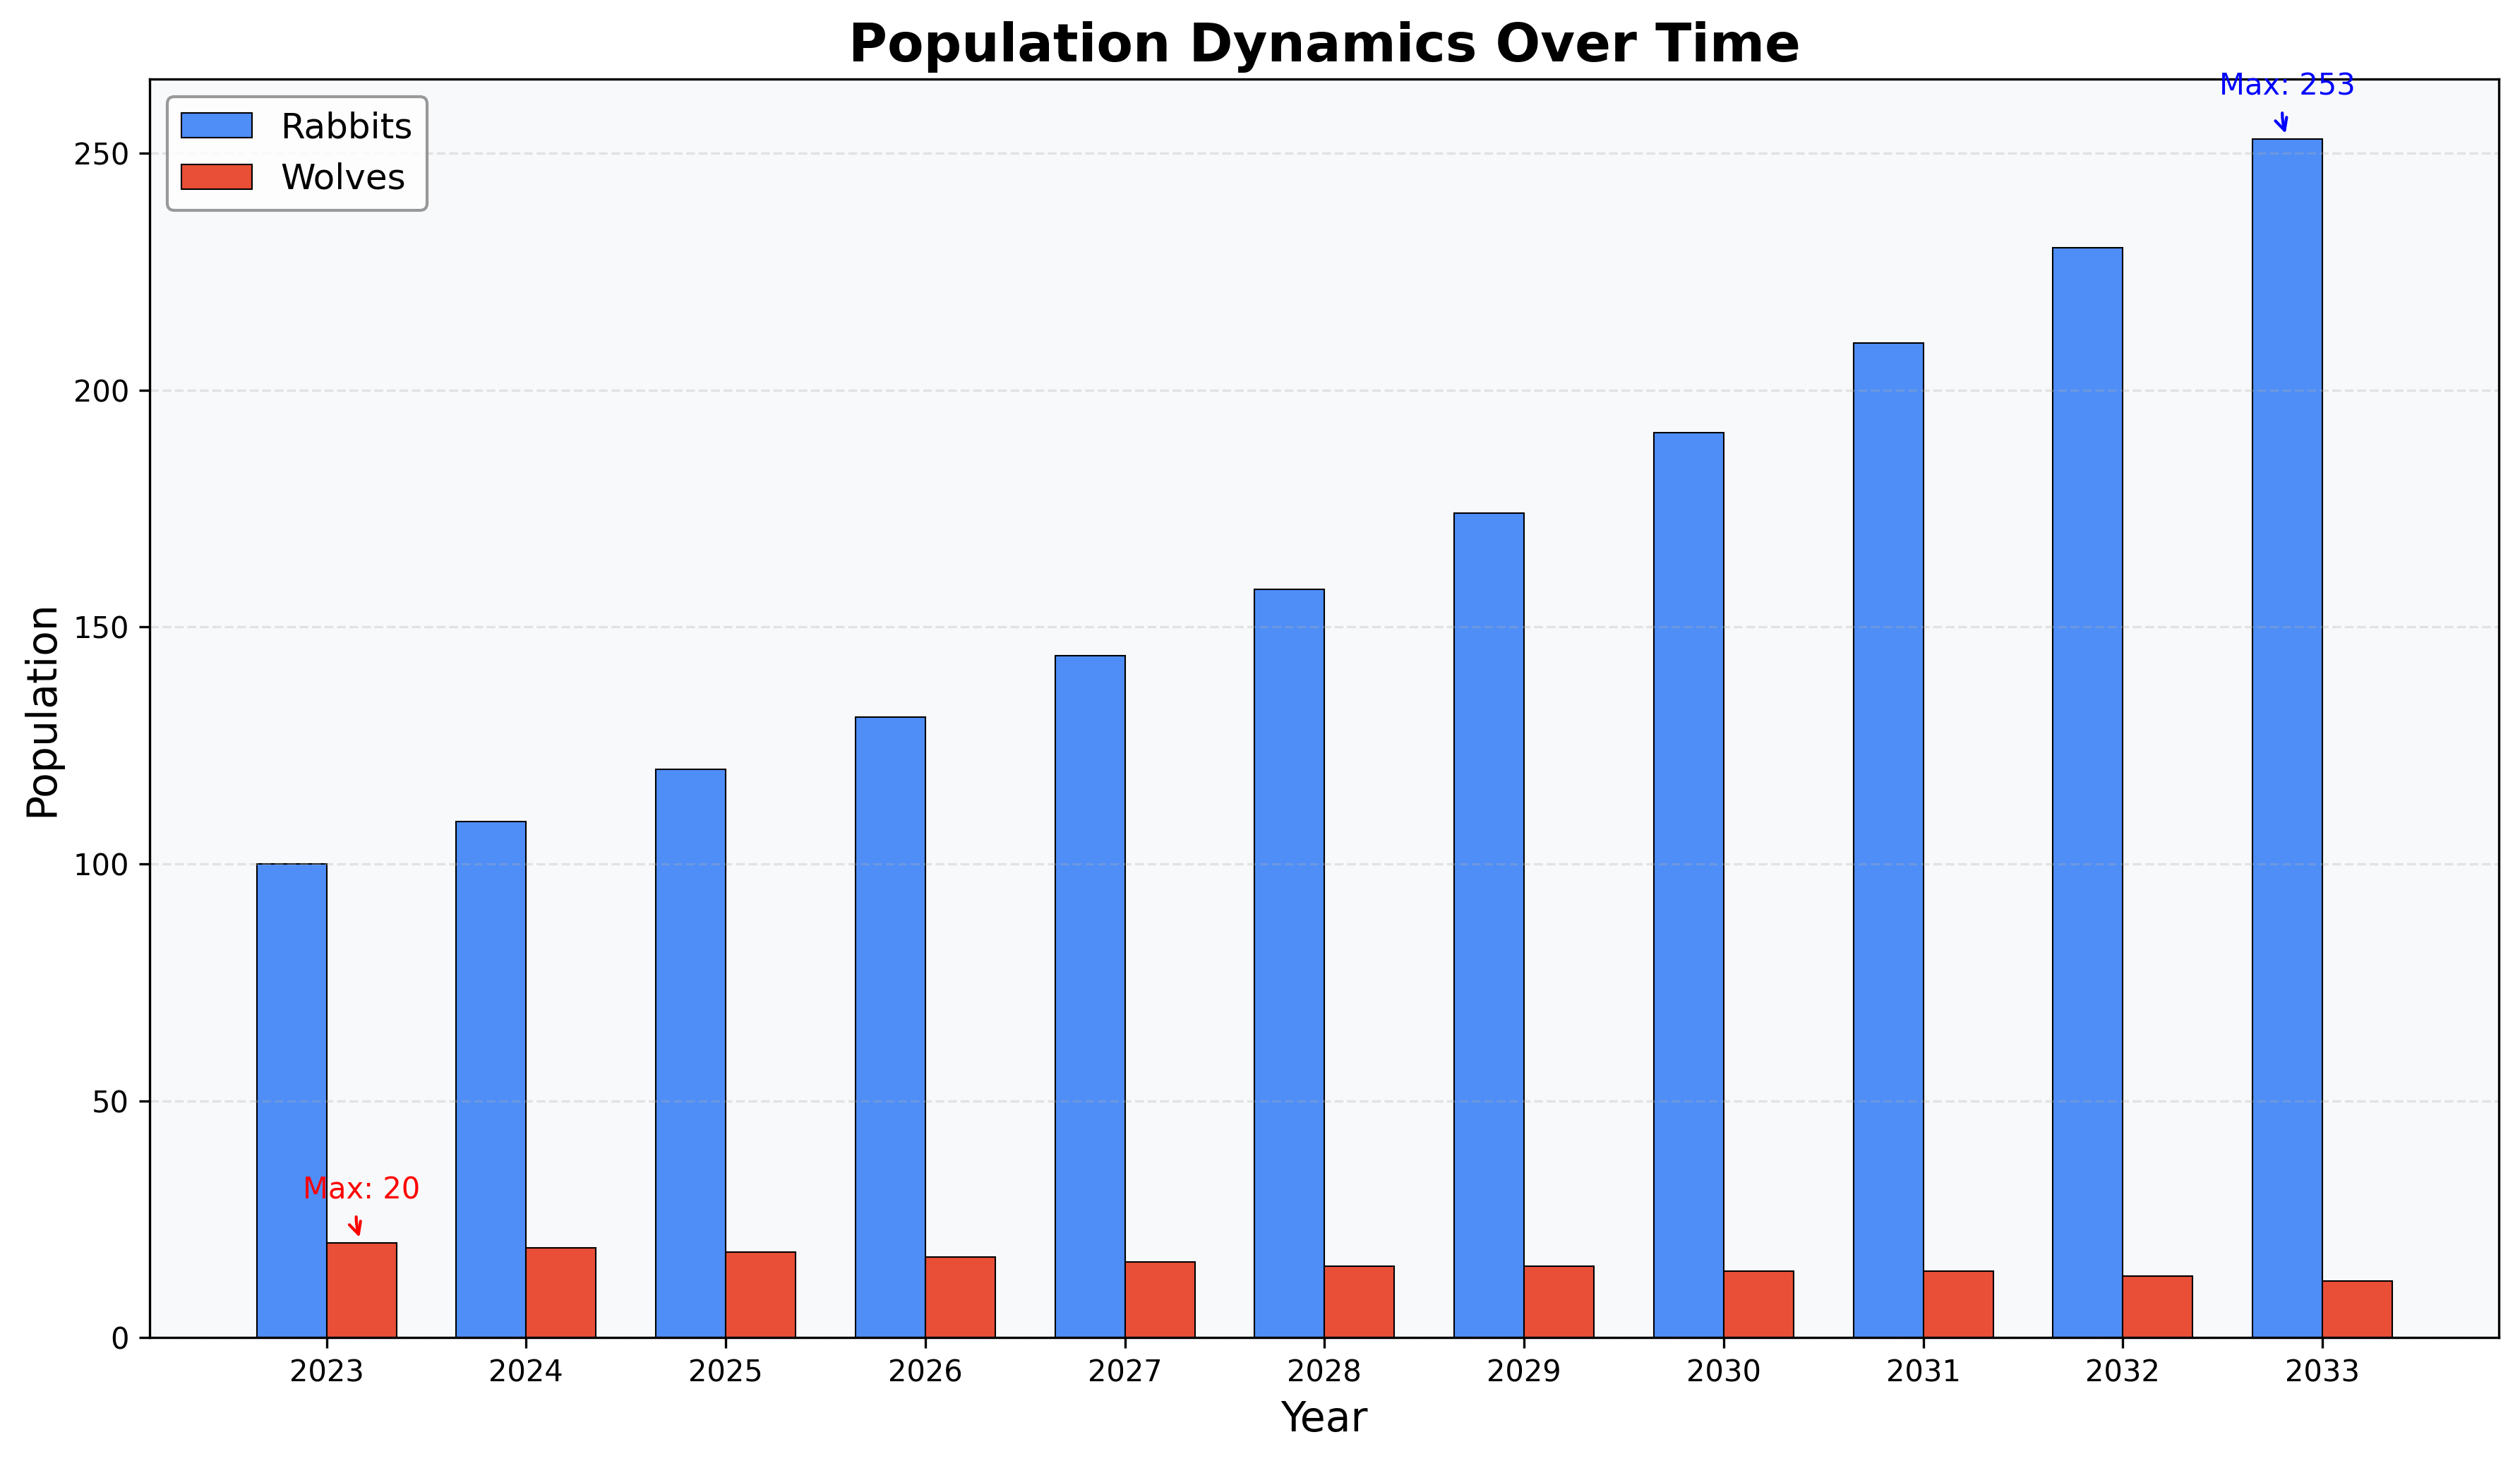 Population Dynamics Over Time
Max: 253
Rabbits
Wolves
250
200
150
100
50
0
Population
Max: 20
2023 2024 2025 2026 2027 2028 2029 2030 2031 2032 2033
Year